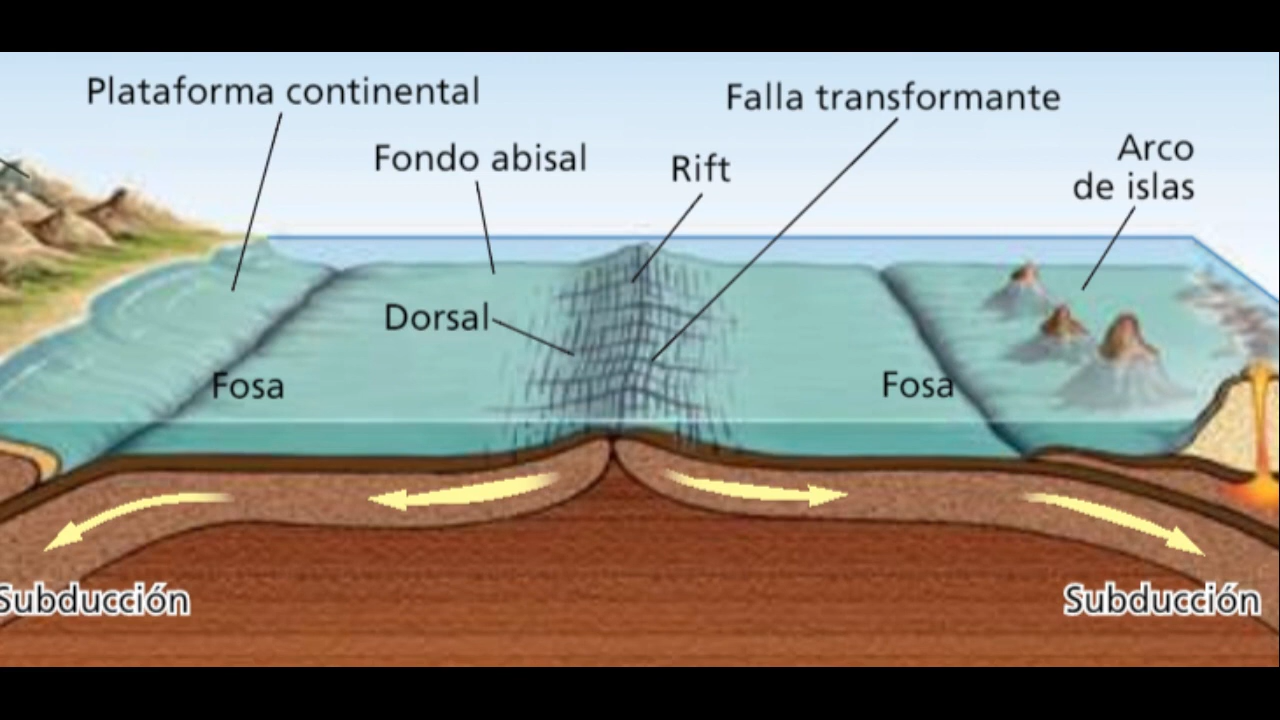 Plataforma continental
Falla transformante
Fondo abisal
Rift
Arco
de islas
Dorsal
Fosa
Fosa
Subducción
Subducción